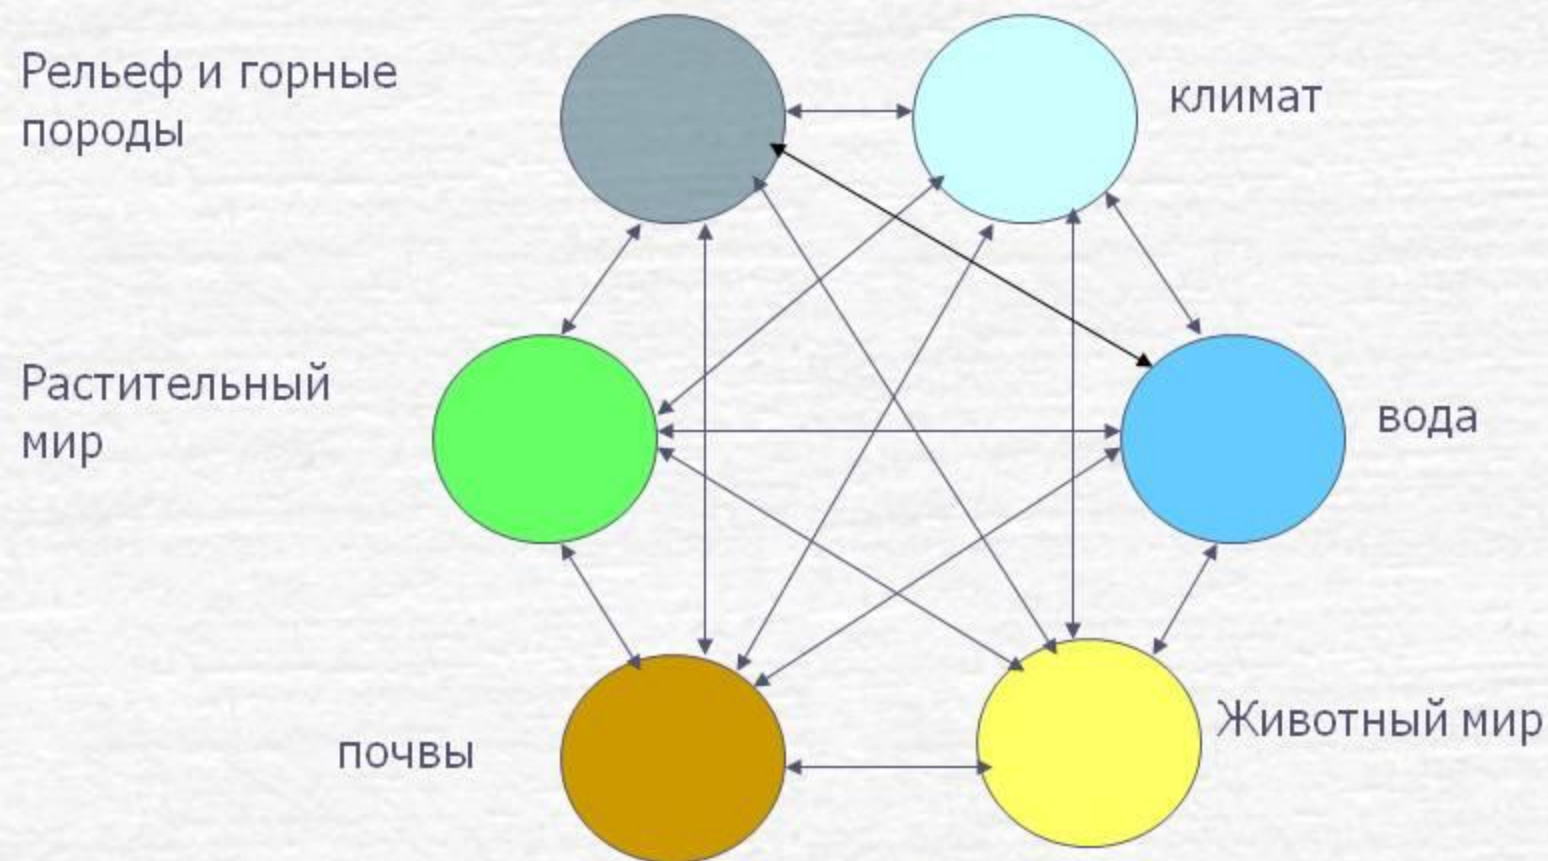 Рельеф и горные
породы
климат
Растительный
мир
вода
почвы
Животный мир